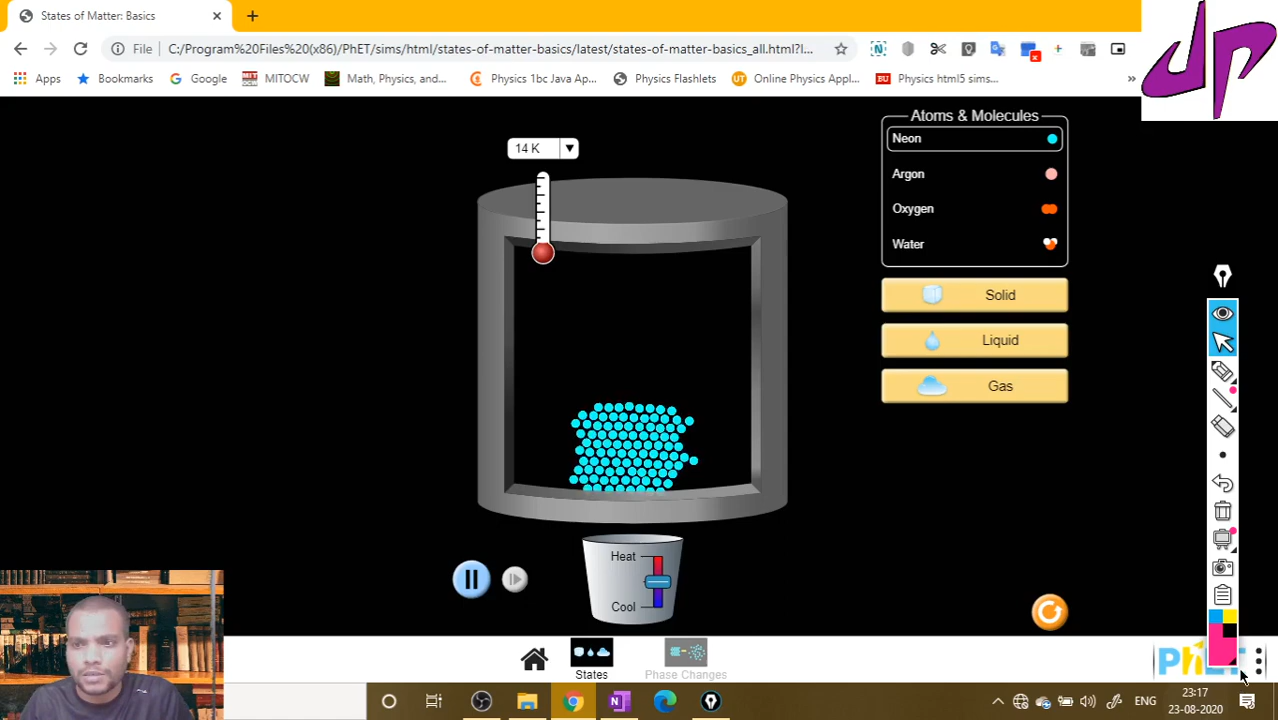 States of Matter: Basics
File
C:/Program%20Files%20(x86)/PhET/sims/html/states-of-matter-basics/latest/states-of-matter-basics_all.html?l...
Apps
Bookmarks
Google
MITOCW
Math, Physics, and...
Physics 1bc Java Ap...
Physics Flashlets
Online Physics Appl...
Physics html5 sims...
»
14 K
Atoms & Molecules
Neon
Argon
Oxygen
Water
Solid
Liquid
Gas
Heat
Cool
States
Phase Changes
PhET
ENG
23:17
23-08-2020